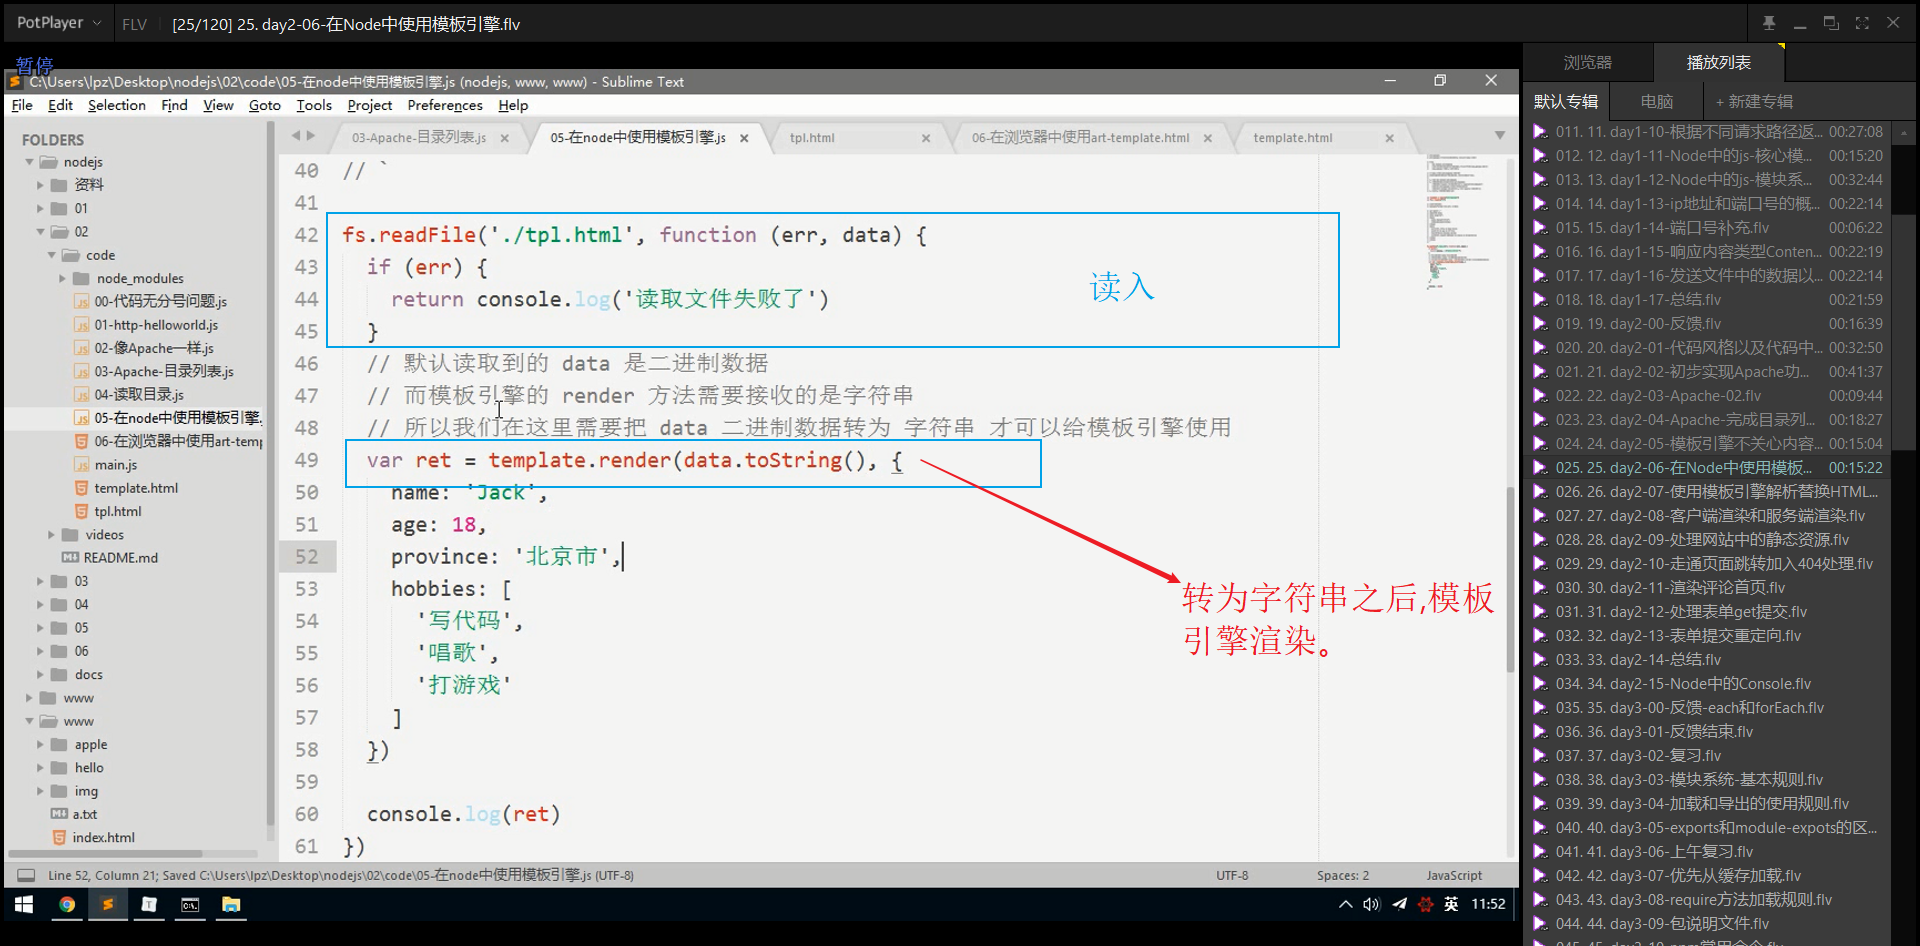 PotPlayer
FLV
[25/120] 25. day2-06-在Node中使用模板引擎.flv
暂停
C:\Users\lpz\Desktop\nodejs\02\code\05-在node中使用模板引擎.js (nodejs, www, www) - Sublime Text
File Edit Selection Find View Goto Tools Project Preferences Help
FOLDERS
nodejs
资料
01
02
code
node_modules
00-代码无分号问题.js
01-http-helloworld.js
02-像Apache一样.js
03-Apache-目录列表.js
04-读取目录.js
05-在node中使用模板引擎.
06-在浏览器中使用art-temp
main.js
template.html
tpl.html
videos
README.md
03
04
05
06
docs
www
www
apple
hello
img
a.txt
index.html
03-Apache-目录列表.js
05-在node中使用模板引擎.js
tpl.html
06-在浏览器中使用art-template.html
template.html
40 // `
41
42 fs.readFile('./tpl.html', function (err, data) {
43 if (err) {
44 return console.log('读取文件失败了')
45 }
46 // 默认读取到的 data 是二进制数据
47 // 而模板引擎的 render 方法需要接收的是字符串
48 // 所以我们在这里需要把 data 二进制数据转为 字符串 才可以给模板引擎使用
49 var ret = template.render(data.toString(), {
50 name: 'Jack',
51 age: 18,
52 province: '北京市',
53 hobbies: [
54 '写代码',
55 '唱歌',
56 '打游戏'
57 ]
58 })
59
60 console.log(ret)
61 })
读入
转为字符串之后,模板
引擎渲染。
Line 52, Column 21; Saved C:\Users\lpz\Desktop\nodejs\02\code\05-在node中使用模板引擎.js (UTF-8)
UTF-8
Spaces: 2
JavaScript
英
11:52
浏览器
播放列表
默认专辑
电脑
+ 新建专辑
011. 11. day1-10-根据不同请求路径返... 00:27:08
012. 12. day1-11-Node中的js-核心模... 00:15:20
013. 13. day1-12-Node中的js-模块系... 00:32:44
014. 14. day1-13-ip地址和端口号的概... 00:22:14
015. 15. day1-14-端口号补充.flv 00:06:22
016. 16. day1-15-响应内容类型Conten... 00:22:19
017. 17. day1-16-发送文件中的数据以... 00:22:14
018. 18. day1-17-总结.flv 00:21:59
019. 19. day2-00-反馈.flv 00:16:39
020. 20. day2-01-代码风格以及代码中... 00:32:50
021. 21. day2-02-初步实现Apache功... 00:41:37
022. 22. day2-03-Apache-02.flv 00:09:44
023. 23. day2-04-Apache-完成目录列... 00:18:27
024. 24. day2-05-模板引擎不关心内容... 00:15:04
025. 25. day2-06-在Node中使用模板... 00:15:22
026. 26. day2-07-使用模板引擎解析替换HTML...
027. 27. day2-08-客户端渲染和服务端渲染.flv
028. 28. day2-09-处理网站中的静态资源.flv
029. 29. day2-10-走通页面跳转加入404处理.flv
030. 30. day2-11-渲染评论首页.flv
031. 31. day2-12-处理表单get提交.flv
032. 32. day2-13-表单提交重定向.flv
033. 33. day2-14-总结.flv
034. 34. day2-15-Node中的Console.flv
035. 35. day3-00-反馈-each和forEach.flv
036. 36. day3-01-反馈结束.flv
037. 37. day3-02-复习.flv
038. 38. day3-03-模块系统-基本规则.flv
039. 39. day3-04-加载和导出的使用规则.flv
040. 40. day3-05-exports和module-expots的区...
041. 41. day3-06-上午复习.flv
042. 42. day3-07-优先从缓存加载.flv
043. 43. day3-08-require方法加载规则.flv
044. 44. day3-09-包说明文件.flv